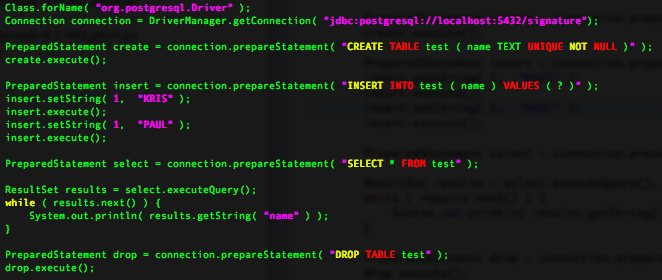 Class.forName( "org.postgresql.Driver" );
Connection connection = DriverManager.getConnection( "jdbc:postgresql://localhost:5432/signature");
PreparedStatement create = connection.prepareStatement( "CREATE TABLE test ( name TEXT UNIQUE NOT NULL )" );
create.execute();
PreparedStatement insert = connection.prepareStatement( "INSERT INTO test ( name ) VALUES ( ? )" );
insert.setString( 1,  "KRIS" );
insert.execute();
insert.setString( 1,  "PAUL" );
insert.execute();
PreparedStatement select = connection.prepareStatement( "SELECT * FROM test" );
ResultSet results = select.executeQuery();
while ( results.next() ) {
    System.out.println( results.getString( "name" ) );
}
PreparedStatement drop = connection.prepareStatement( "DROP TABLE test" );
drop.execute();